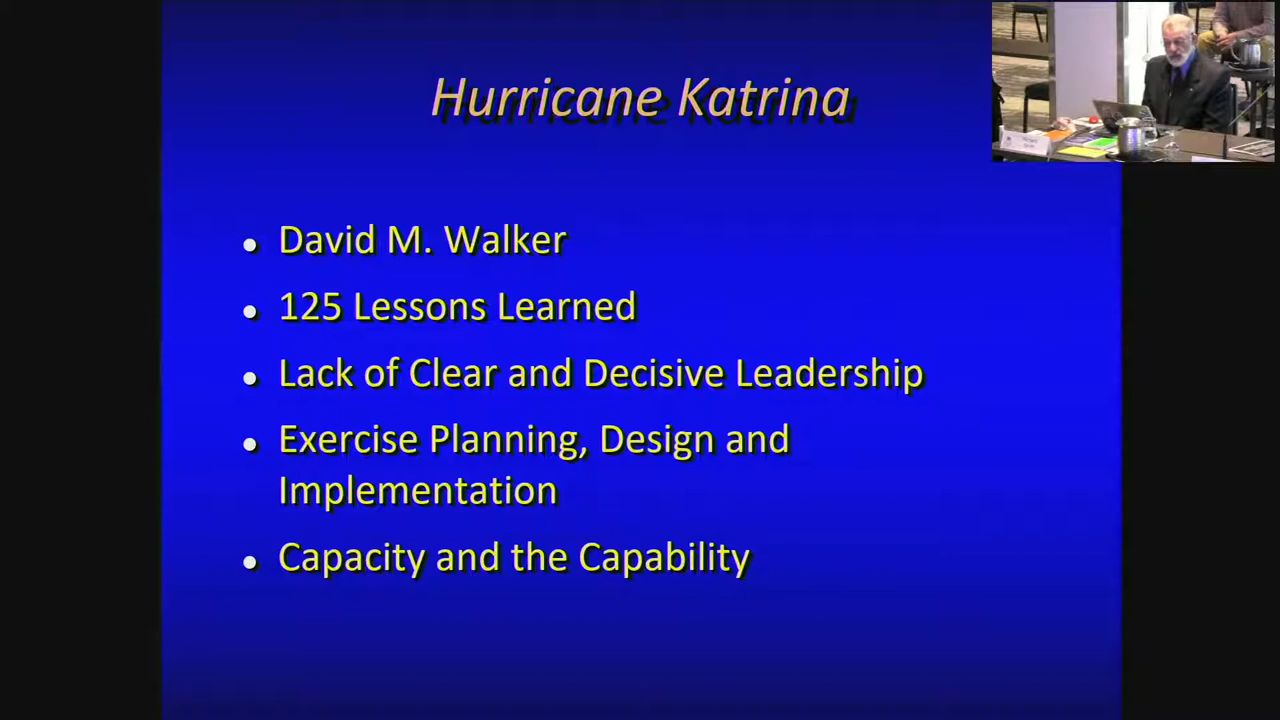 Hurricane Katrina
David M. Walker
125 Lessons Learned
Lack of Clear and Decisive Leadership
Exercise Planning, Design and
Implementation
Capacity and the Capability